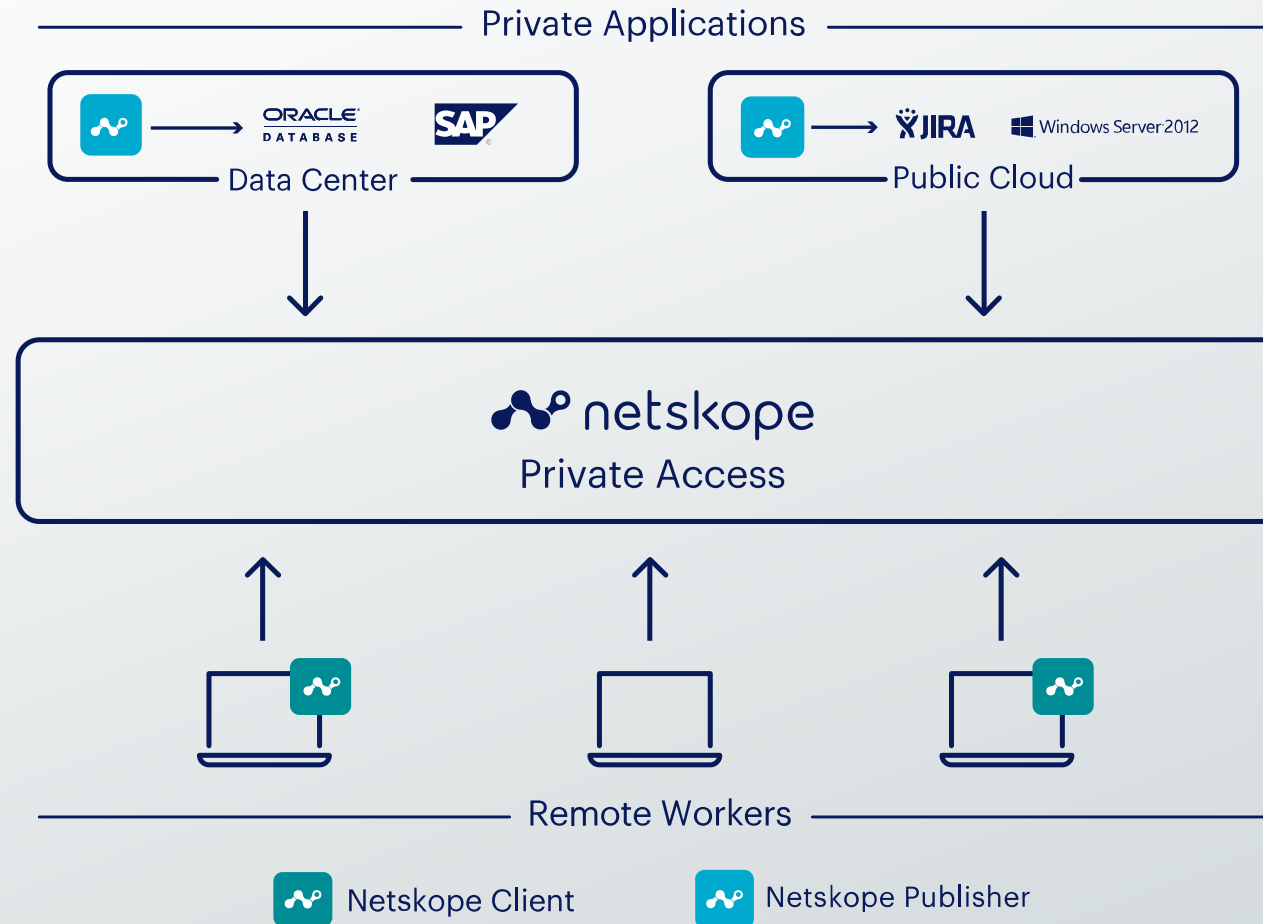 Private Applications
ORACLE
DATABASE
SAP
Data Center
JIRA
Windows Server 2012
Public Cloud
netskope
Private Access
Remote Workers
Netskope Client
Netskope Publisher